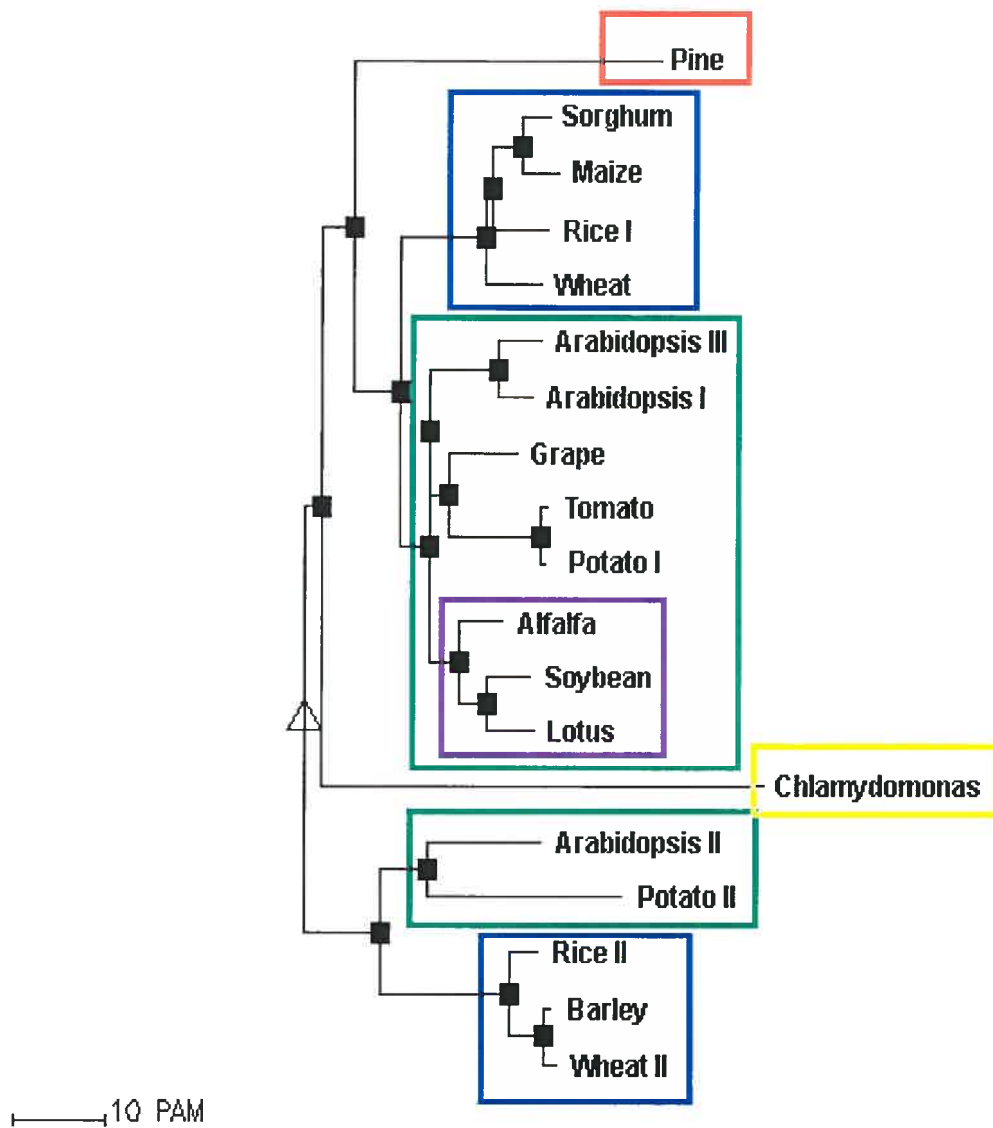 Pine
Sorghum
Maize
Rice I
Wheat
Arabidopsis III
Arabidopsis I
Grape
Tomato
Potato I
Alfalfa
Soybean
Lotus
Chlamydomonas
Arabidopsis II
Potato II
Rice II
Barley
Wheat II
10 PAM